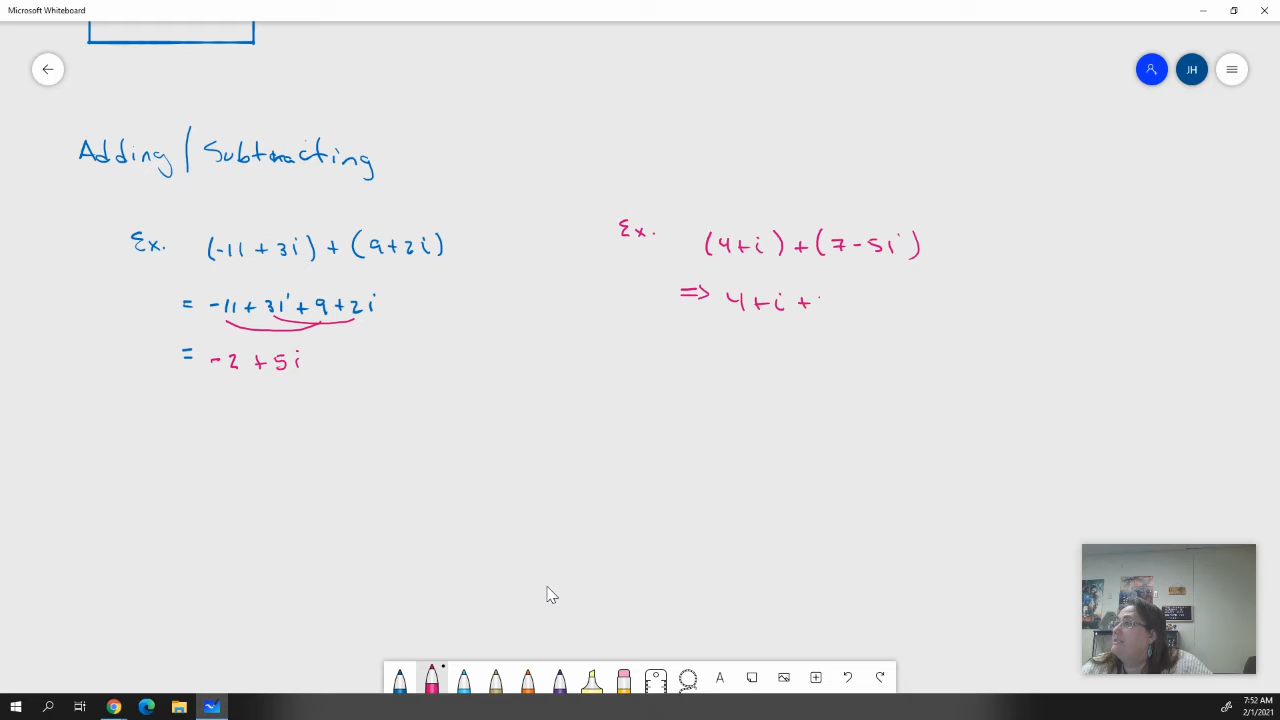 Microsoft Whiteboard
JH
Adding / Subtracting
Ex. (-11 + 3i) + (9 + 2i)
= -11 + 3i + 9 + 2i
= -2 + 5i
Ex. (4 + i) + (7 - 5i)
=> 4 + i +
A
7:52 AM
2/1/2021